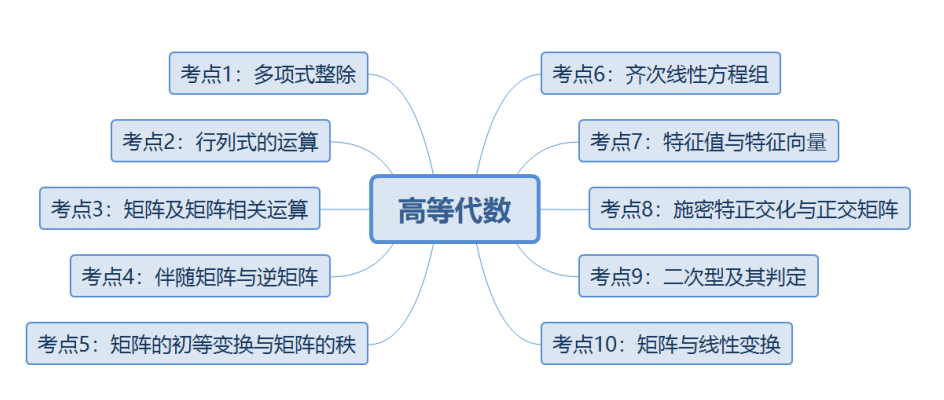 考点1：多项式整除
考点2：行列式的运算
考点3：矩阵及矩阵相关运算
考点4：伴随矩阵与逆矩阵
考点5：矩阵的初等变换与矩阵的秩
高等代数
考点6：齐次线性方程组
考点7：特征值与特征向量
考点8：施密特正交化与正交矩阵
考点9：二次型及其判定
考点10：矩阵与线性变换